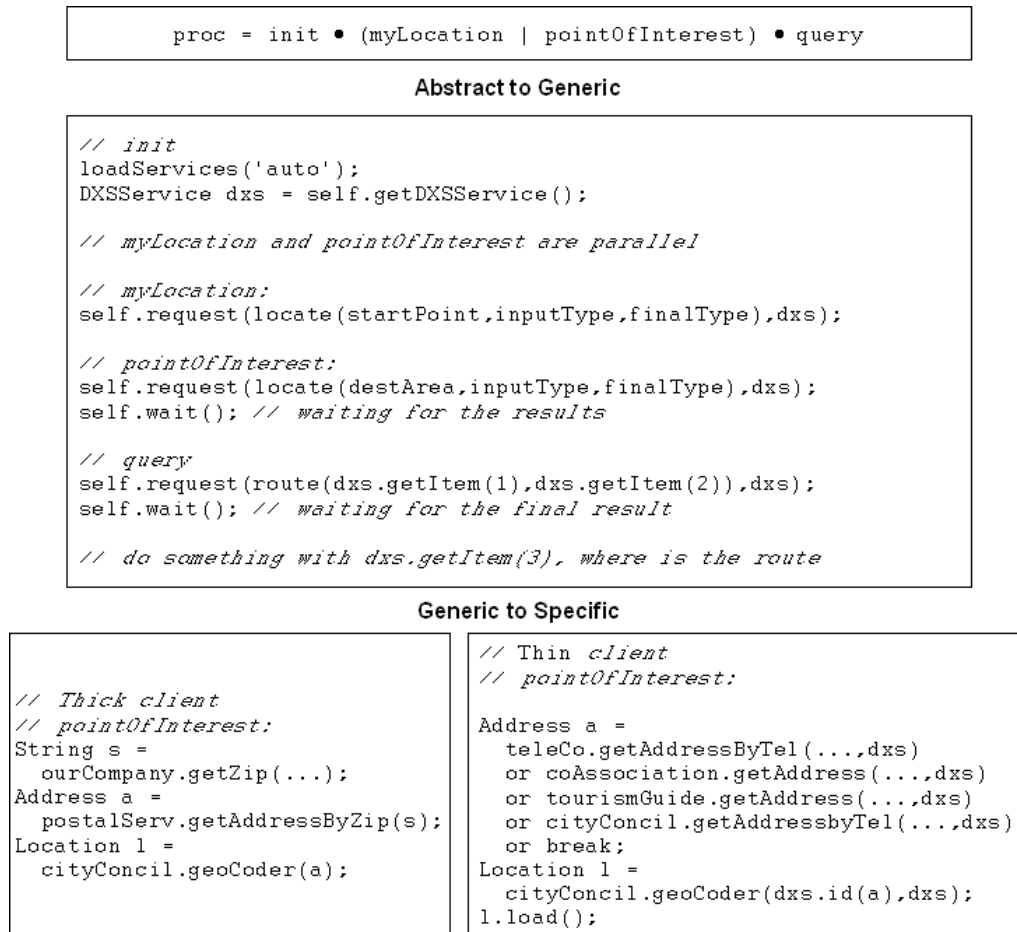 proc = init • (myLocation | pointOfInterest) • query
Abstract to Generic
// init
loadServices('auto');
DXSService dxs = self.getDXSService();
// myLocation and pointOfInterest are parallel
// myLocation:
self.request(locate(startPoint,inputType,finalType),dxs);
// pointOfInterest:
self.request(locate(destArea,inputType,finalType),dxs);
self.wait(); // waiting for the results
// query
self.request(route(dxs.getItem(1),dxs.getItem(2)),dxs);
self.wait(); // waiting for the final result
// do something with dxs.getItem(3), where is the route
Generic to Specific
// Thick client
// pointOfInterest:
String s =
ourCompany.getZip(...);
Address a =
postalServ.getAddressByZip(s);
Location l =
cityConcil.geoCoder(a);
// Thin client
// pointOfInterest:
Address a =
teleCo.getAddressByTel(...,dxs)
or coAssociation.getAddress(...,dxs)
or tourismGuide.getAddress(...,dxs)
or cityConcil.getAddressbyTel(...,dxs)
or break;
Location l =
cityConcil.geoCoder(dxs.id(a),dxs);
l.load();